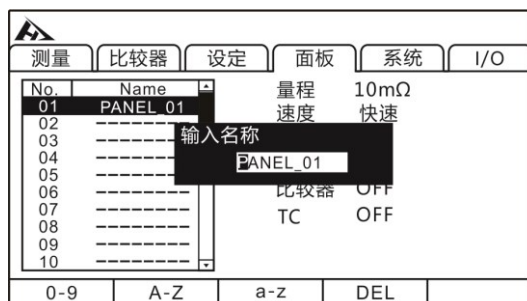 测量 比较器 设定 面板 系统 I/O
No. Name 量程 10mΩ
01 PANEL_01 速度 快速
02 ---------
03 ---------
输入名称
04 ---------
PANEL_01
05 ---------
06 --------- 比较器 OFF
07 ---------
TC OFF
08 ---------
09 ---------
10 ---------
0-9 A-Z a-z DEL